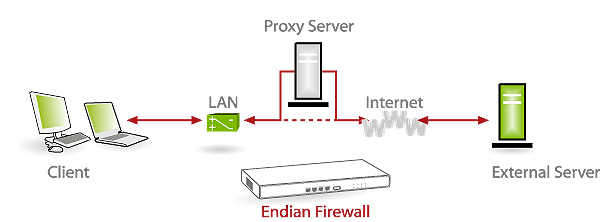 Proxy Server
LAN
Internet
Client
External Server
Endian Firewall